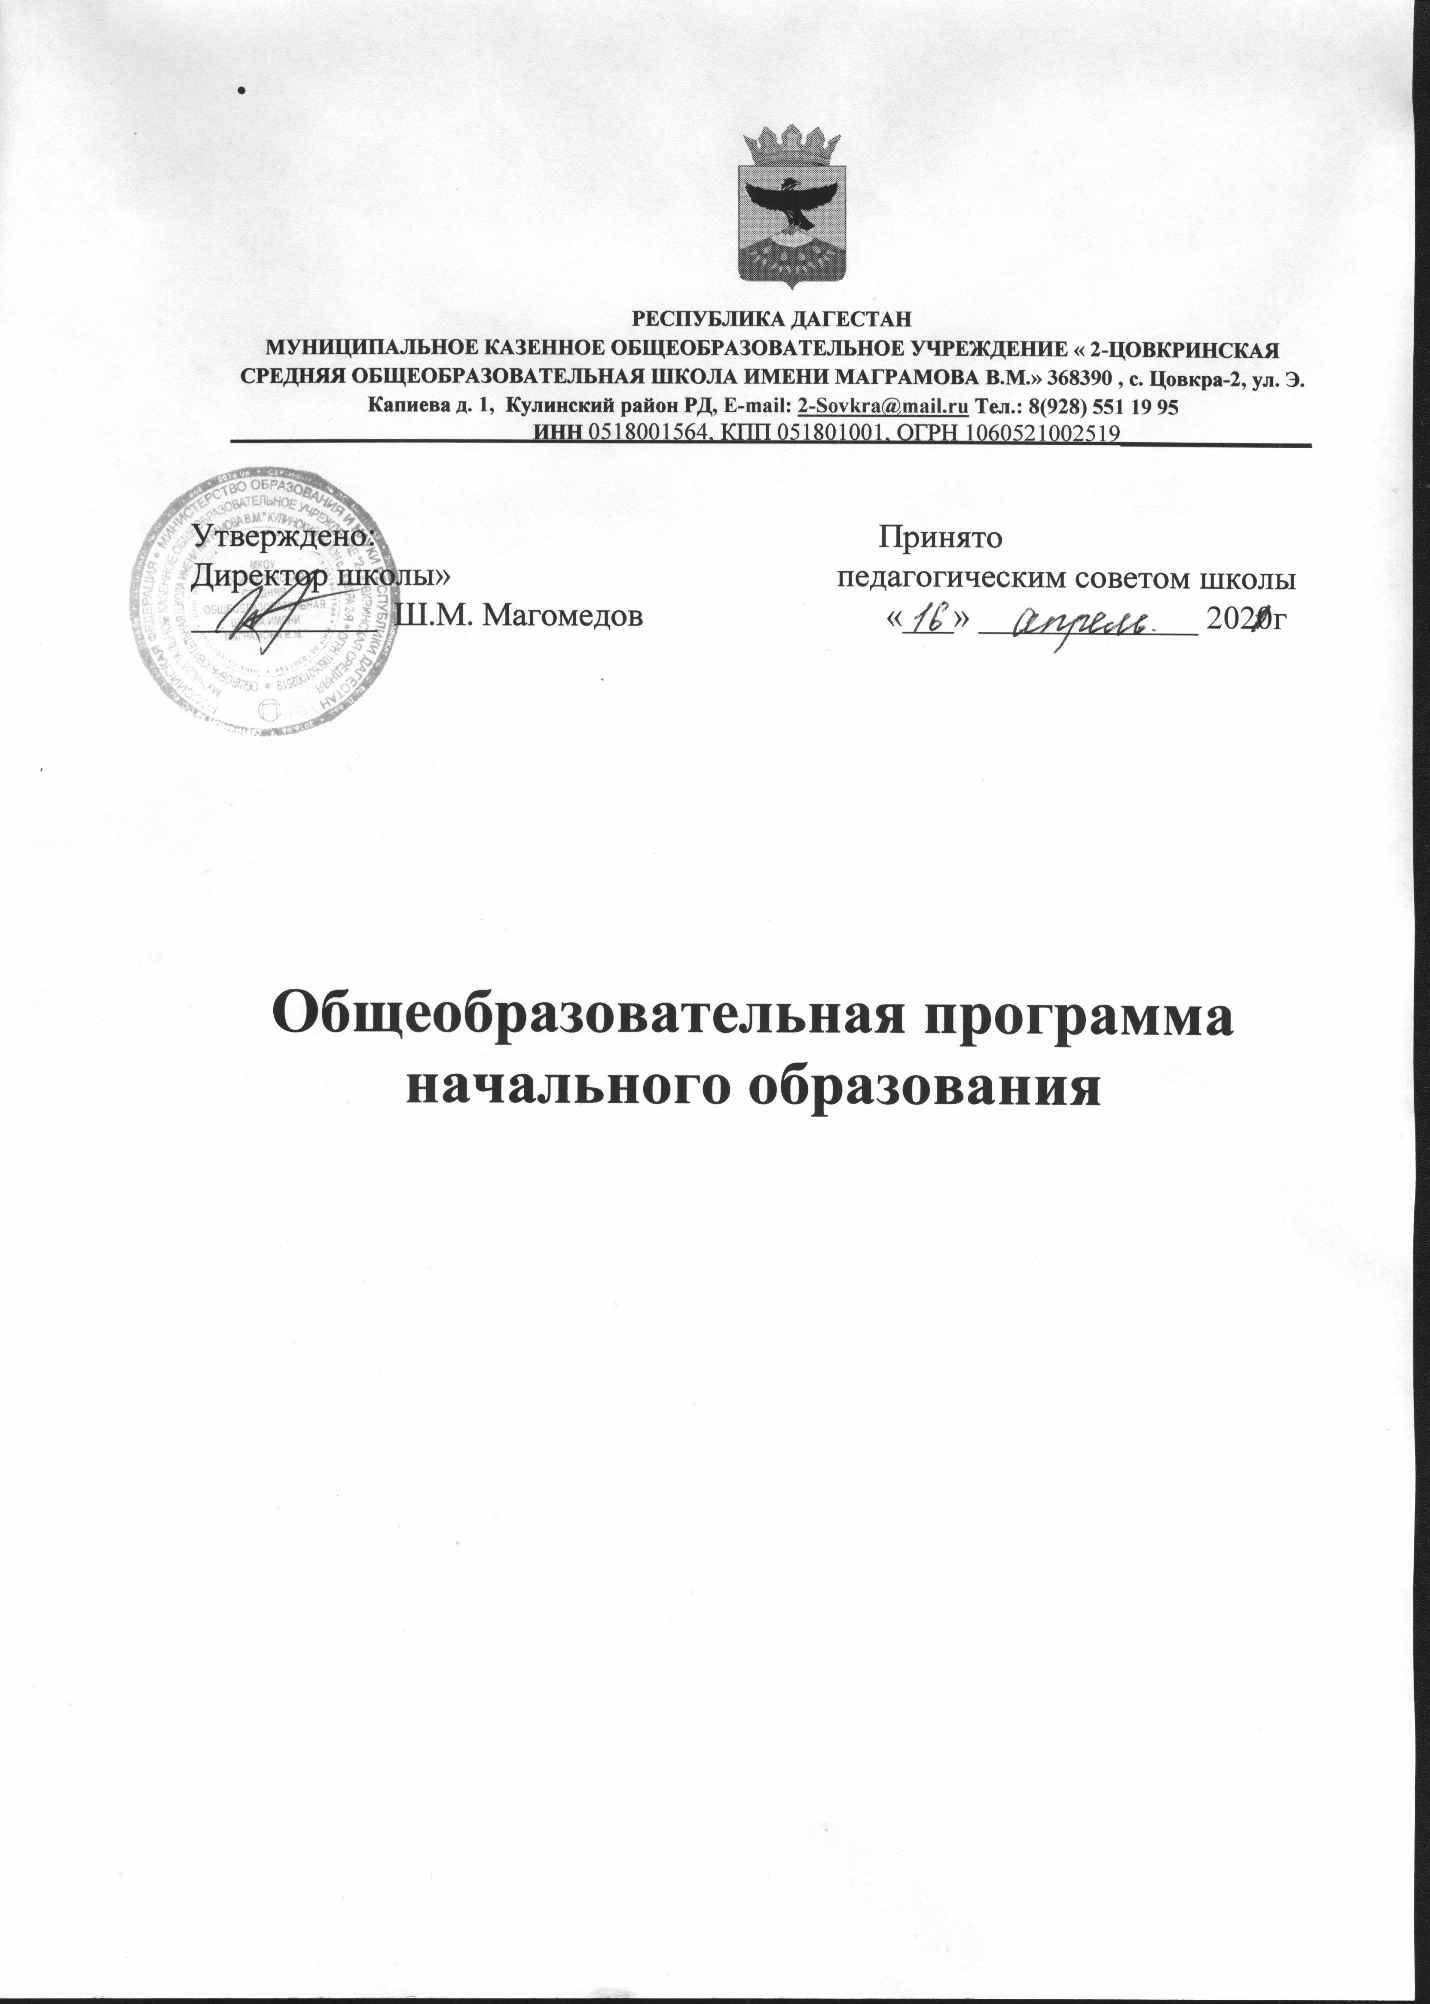 РЕСПУБЛИКА ДАГЕСТАН
МУНИЦИПАЛЬНОЕ КАЗЕННОЕ ОБЩЕОБРАЗОВАТЕЛЬНОЕ УЧРЕЖДЕНИЕ « 2-ЦОВКРИНСКАЯ
СРЕДНЯЯ ОБЩЕОБРАЗОВАТЕЛЬНАЯ ШКОЛА ИМЕНИ МАГРАМОВА В.М.» 368390 , с. Цовкра-2, ул. Э.
Капиева д. 1, Кулинский район РД, E-mail: 2-Sovkra@mail.ru Тел.: 8(928) 551 19 95
ИНН 0518001564, КПП 051801001, ОГРН 1060521002519
Утверждено:
Директор школы»
Ш.М. Магомедов
Принято
педагогическим советом школы
«16» апрель. г
Общеобразовательная программа
начального образования